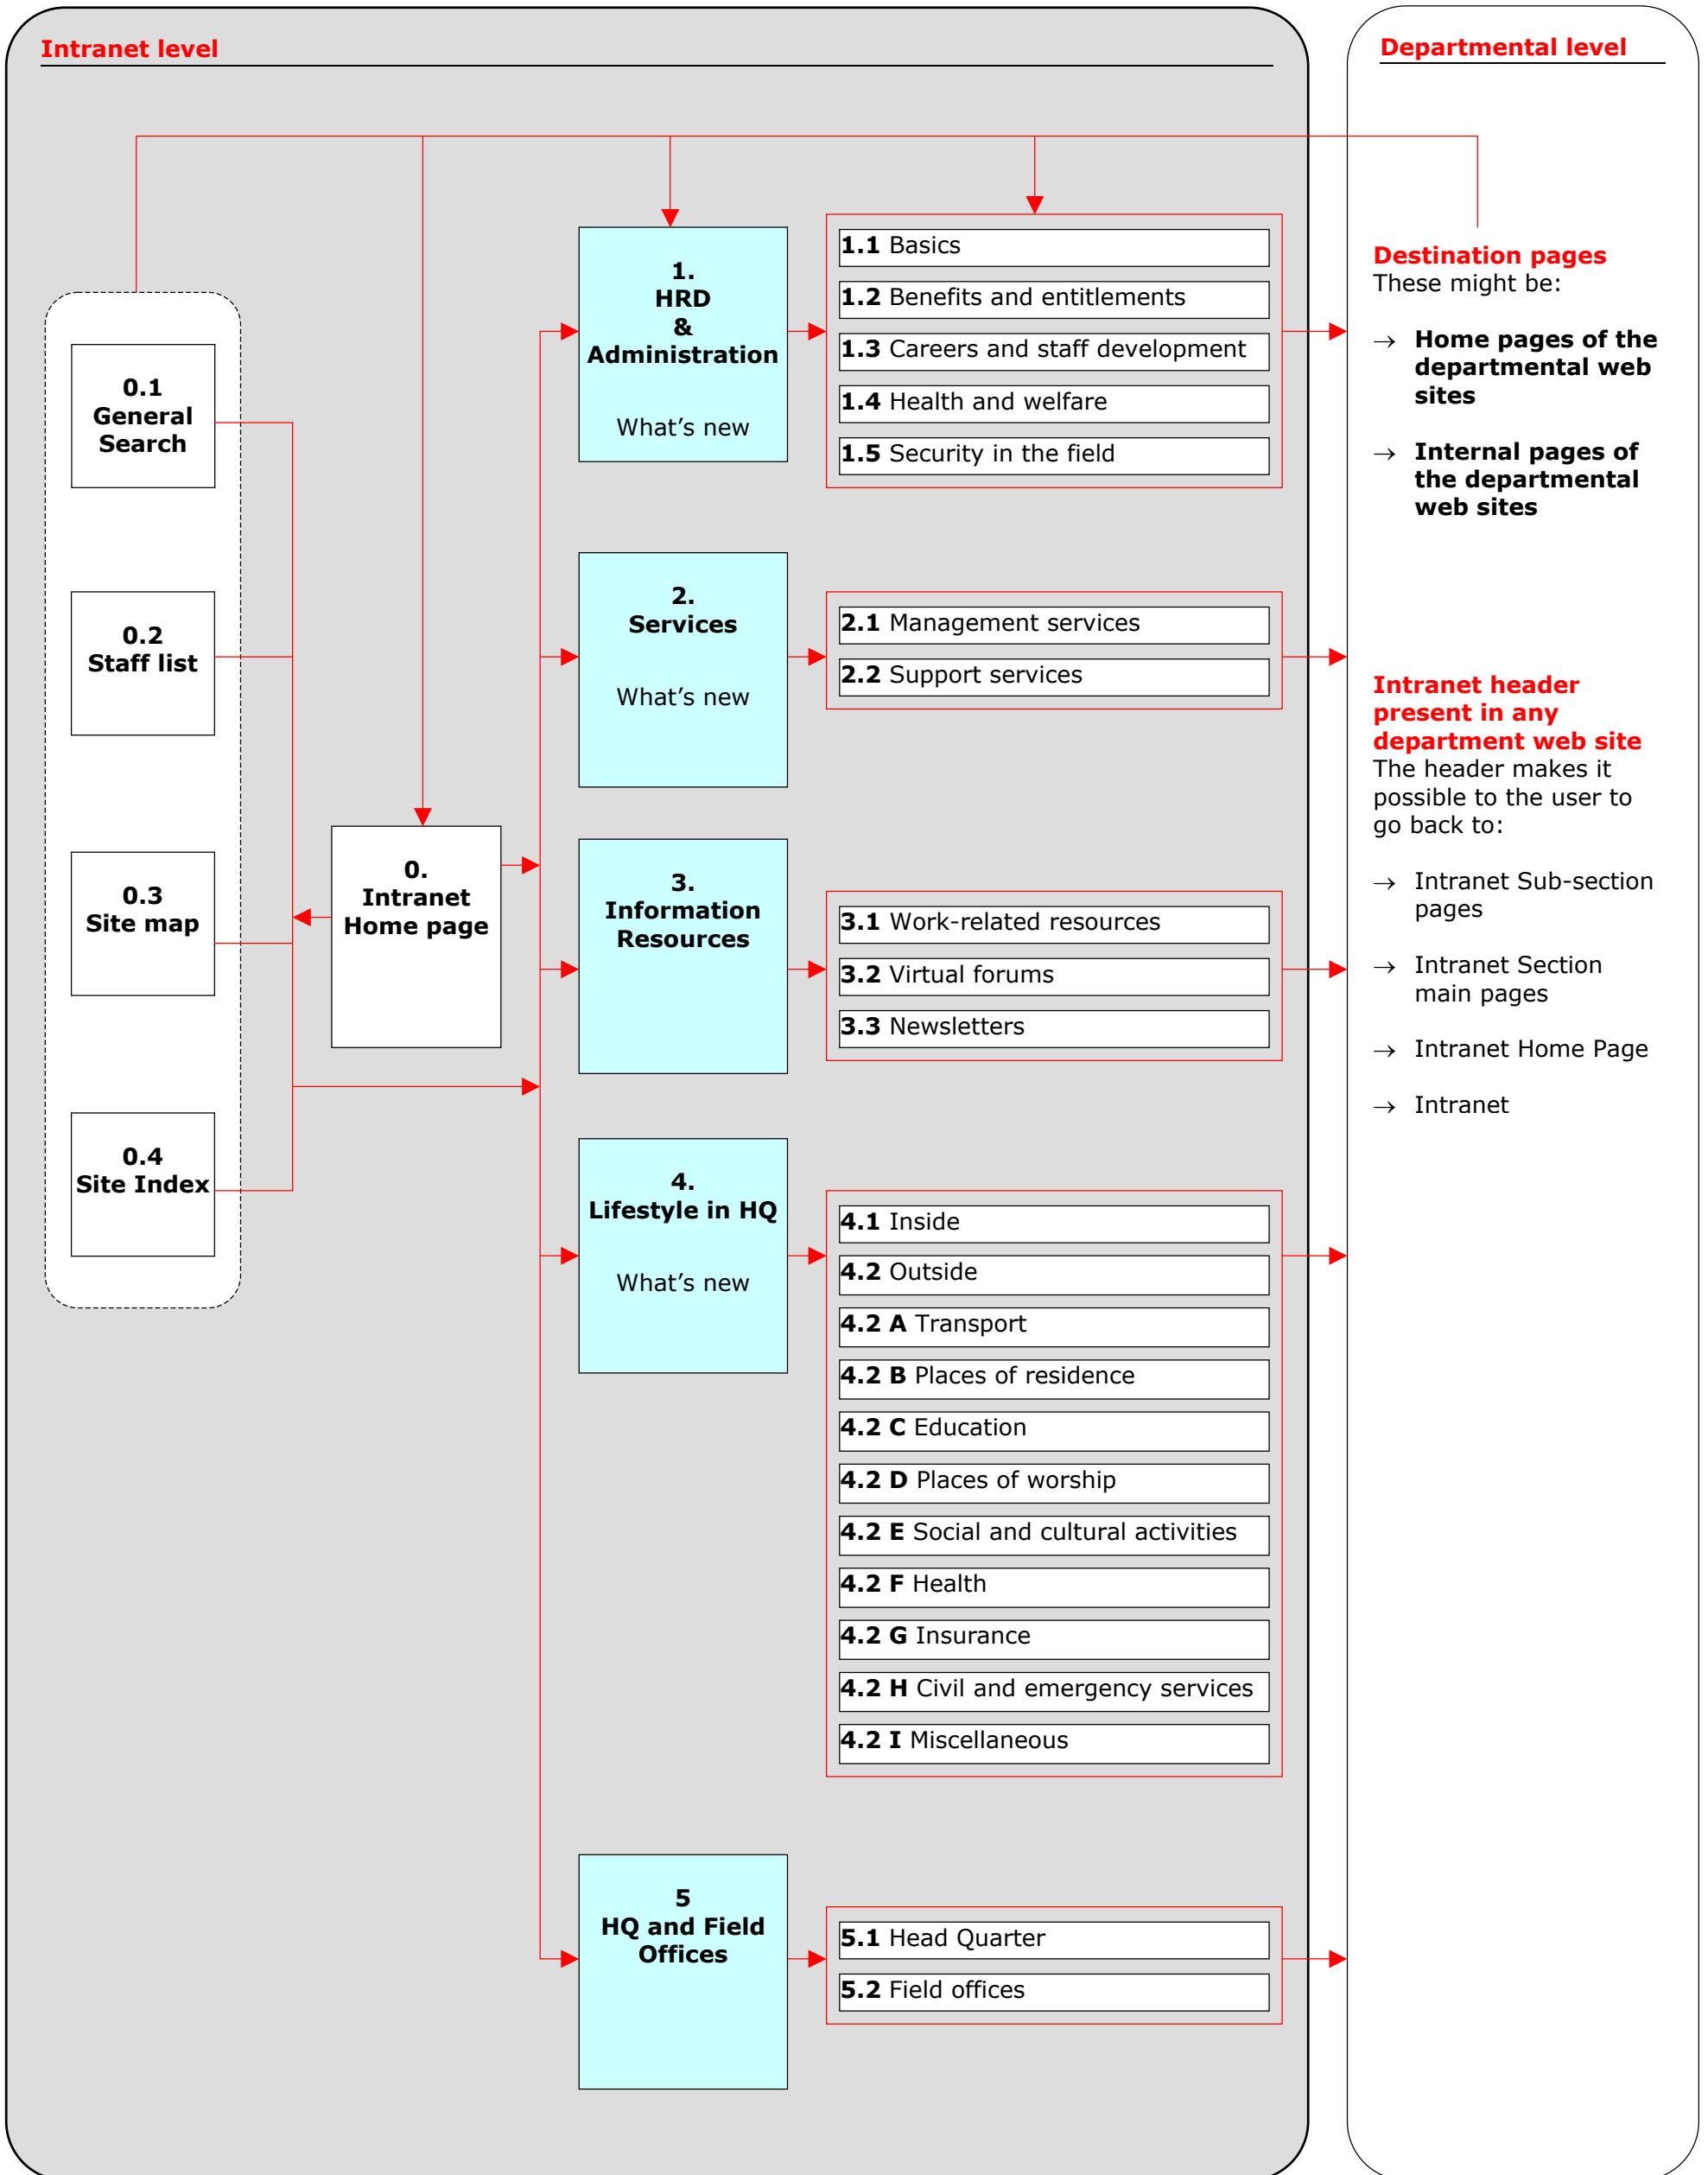 Intranet level
0.1
General
Search
0.2
Staff list
0.3
Site map
0.4
Site Index
0.
Intranet
Home page
1.
HRD
&
Administration
What’s new
1.1 Basics
1.2 Benefits and entitlements
1.3 Careers and staff development
1.4 Health and welfare
1.5 Security in the field
2.
Services
What’s new
2.1 Management services
2.2 Support services
3.
Information
Resources
3.1 Work-related resources
3.2 Virtual forums
3.3 Newsletters
4.
Lifestyle in HQ
What’s new
4.1 Inside
4.2 Outside
4.2 A Transport
4.2 B Places of residence
4.2 C Education
4.2 D Places of worship
4.2 E Social and cultural activities
4.2 F Health
4.2 G Insurance
4.2 H Civil and emergency services
4.2 I Miscellaneous
5
HQ and Field
Offices
5.1 Head Quarter
5.2 Field offices
Departmental level
Destination pages
These might be:
→ Home pages of the
departmental web
sites
→ Internal pages of
the departmental
web sites
Intranet header
present in any
department web site
The header makes it
possible to the user to
go back to:
→ Intranet Sub-section
pages
→ Intranet Section
main pages
→ Intranet Home Page
→ Intranet